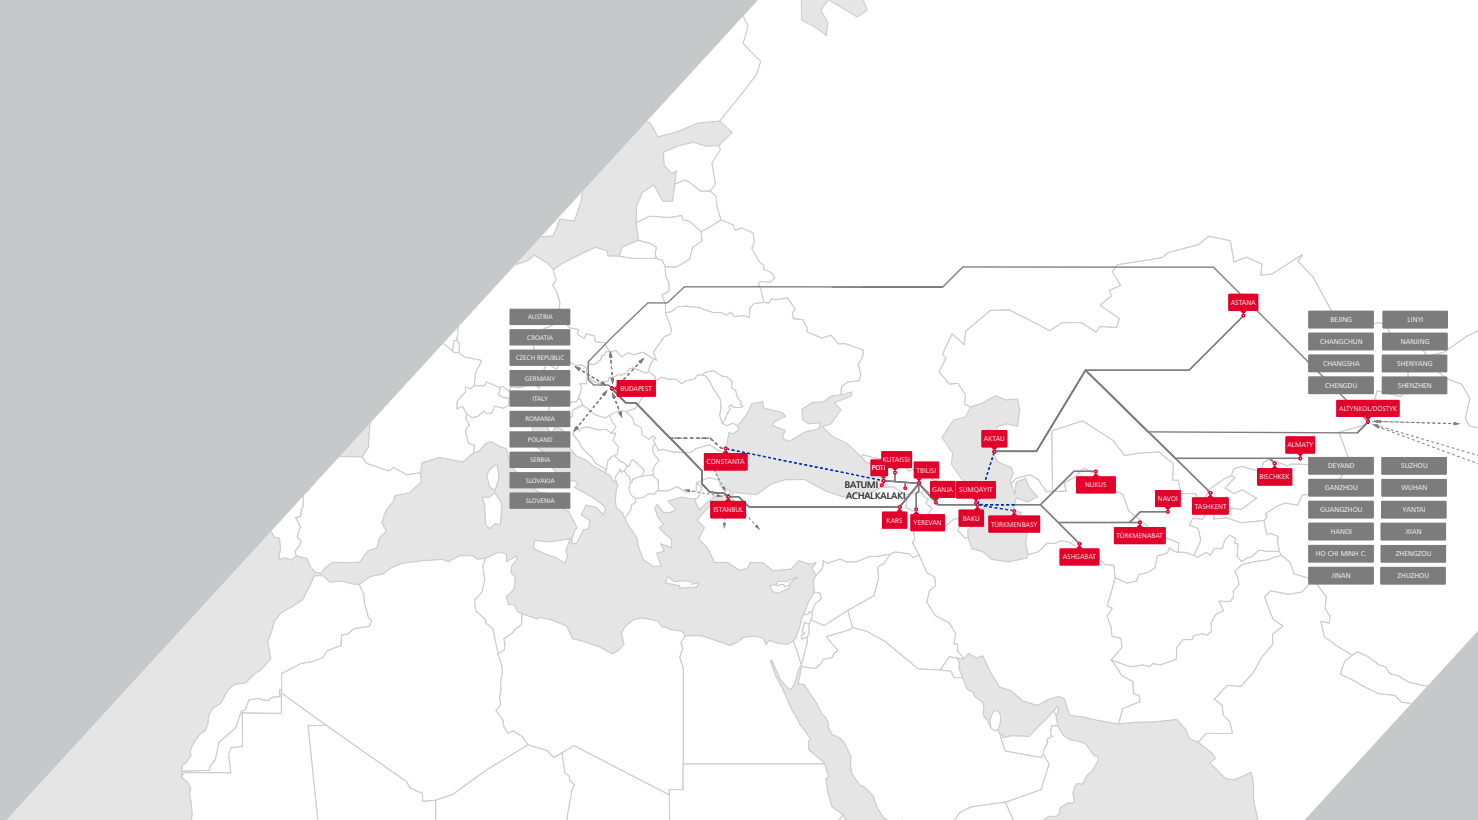 ASTANA
AUSTRIA
CROATIA
CZECH REPUBLIC
GERMANY
ITALY
ROMANIA
POLAND
SERBIA
SLOVAKIA
SLOVENIA
BUDAPEST
CONSTANTA
ISTANBUL
POTI
KUTAISSI
TBILISI
BATUMI
ACHALKALAKI
GANJA
SUMQAYIT
KARS
YEREVAN
BAKU
TÜRKMENBASY
AKTAU
NUKUS
NAVOI
TASHKENT
TÜRKMENABAT
ASHGABAT
ALMATY
BISCHKEK
ALTYNKOL/DOSTYK
BEJING
LINYI
CHANGCHUN
NANJING
CHANGSHA
SHENYANG
CHENGDU
SHENZHEN
DEYAND
SUZHOU
GANZHOU
WUHAN
GUANGZHOU
YANTAI
HANOI
XIAN
HO CHI MINH C.
ZHENGZOU
JINAN
ZHUZHOU